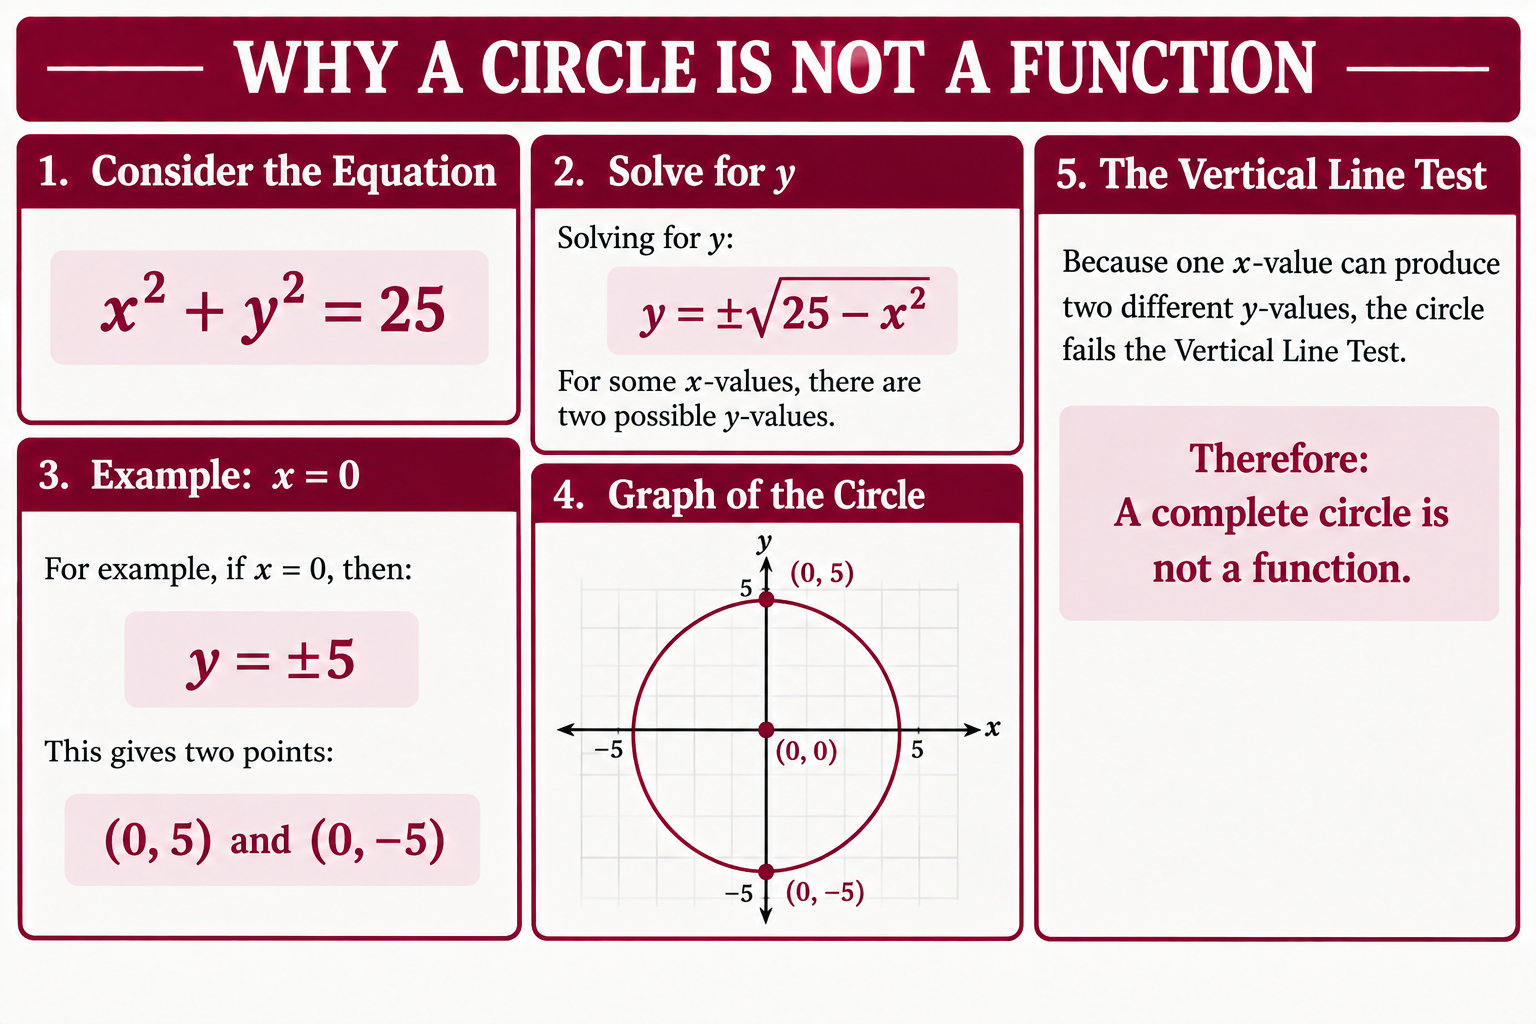 WHY A CIRCLE IS NOT A FUNCTION
1. Consider the Equation
x² + y² = 25
2. Solve for y
Solving for y:
y = ±√(25 − x²)
For some x-values, there are
two possible y-values.
3. Example: x = 0
For example, if x = 0, then:
y = ±5
This gives two points:
(0, 5) and (0, −5)
4. Graph of the Circle
y
5
(0, 5)
x
−5
(0, 0)
5
−5
(0, −5)
5. The Vertical Line Test
Because one x-value can produce
two different y-values, the circle
fails the Vertical Line Test.
Therefore:
A complete circle is
not a function.